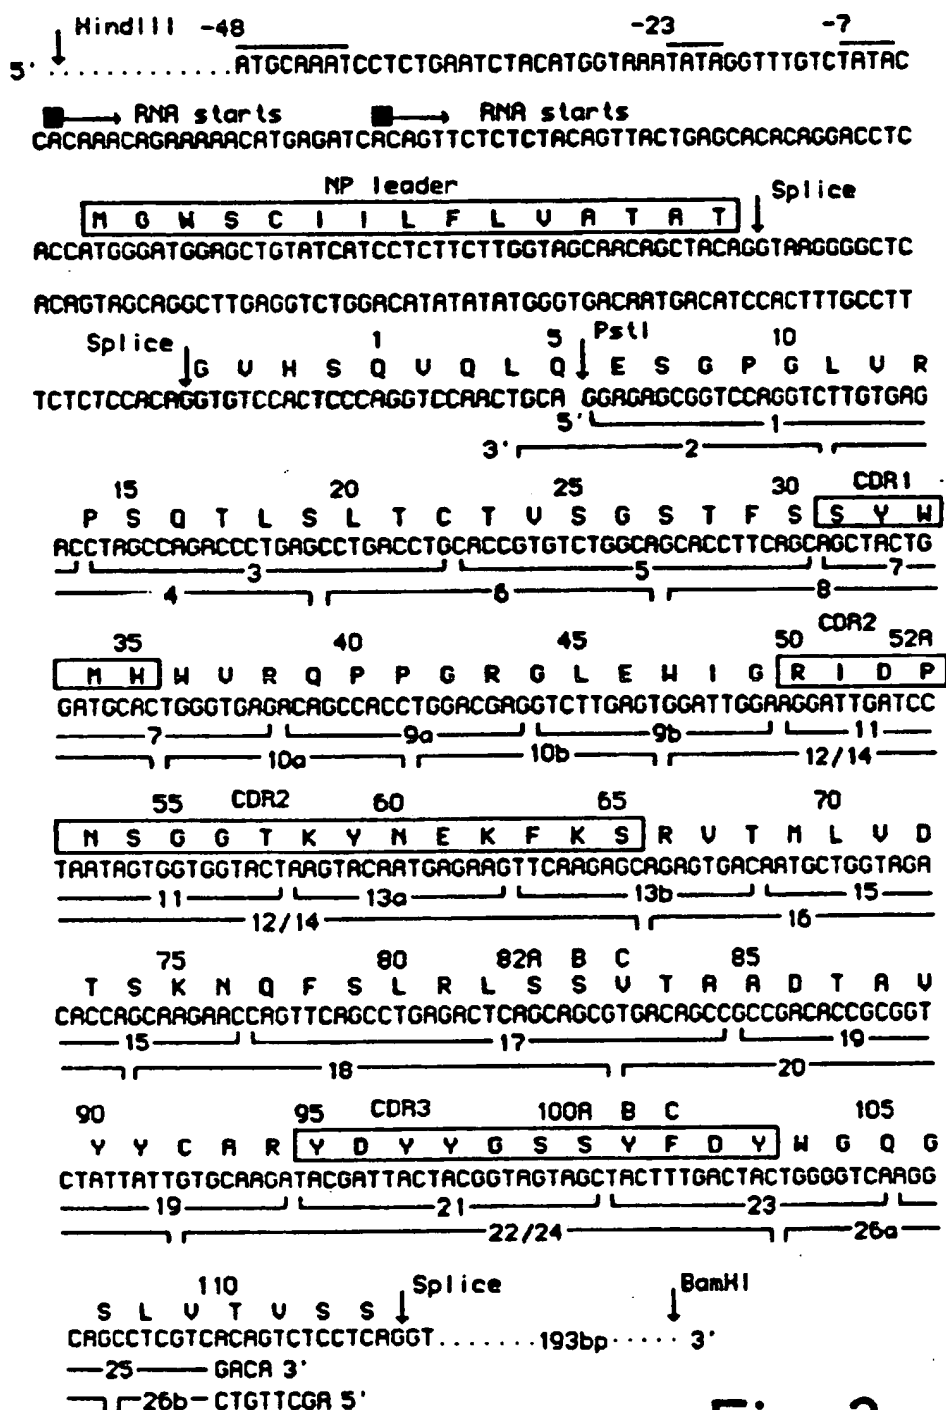 HindIII -48 -23 -7
5' ............ATGCAAATCCTCTGAATCTACATGGTAAATATAGGTTTGTCTATAC
RNA starts RNA starts
CACAAACAGAAAAACATGAGATCACAGTTCTCTCTACAGTTACTGAGCACACAGGACCTC
NP leader Splice
M G W S C I I L F L V A T A T
ACCATGGGATGGAGCTGTATCATCCTCTTCTTGGTAGCAACAGCTACAGGTAAGGGGCTC
ACAGTAGCAGGCTTGAGGTCTGGACATATATATGGGTGACAATGACATCCACTTTGCCTT
Splice 1 5 PstI 10
G V H S Q V Q L Q E S G P G L V R
TCTCTCCACAGGTGTCCACTCCCAGGTCCAACTGCA GGAGAGCGGTCCAGGTCTTGTGAG
5' 1
3' 2
15 20 25 30 CDR1
P S Q T L S L T C T V S G S T F S S Y W
ACCTAGCCAGACCCTGAGCCTGACCTGCACCGTGTCTGGCAGCACCTTCAGCAGCTACTG
3 5 7
4 6 8
35 40 45 50 CDR2 52A
M H W V R Q P P G R G L E W I G R I D P
GATGCACTGGGTGAGACAGCCACCTGGACGAGGTCTTGAGTGGATTGGAAGGATTGATCC
7 9a 9b 11
10a 10b 12/14
55 CDR2 60 65 70
N S G G T K Y N E K F K S R V T M L V D
TAATAGTGGTGGTACTAAGTACAATGAGAAGTTCAAGAGCAGAGTGACAATGCTGGTAGA
11 13a 13b 15
12/14 16
75 80 82A B C 85
T S K N Q F S L R L S S V T A A D T A V
CACCAGCAAGAACCAGTTCAGCCTGAGACTCAGCAGCGTGACAGCCGCCGACACCGCGGT
15 17 19
18 20
90 95 CDR3 100A B C 105
Y Y C A R Y D Y Y G S S Y F D Y W G Q G
CTATTATTGTGCAAGATACGATTACTACGGTAGTAGCTACTTTGACTACTGGGGTCAAGG
19 21 23
22/24 26a
110 Splice BamHI
S L V T V S S
CAGCCTCGTCACAGTCTCCTCAGGT.......193bp..... 3'
25 GACA 3'
26b CTGTTCGA 5'